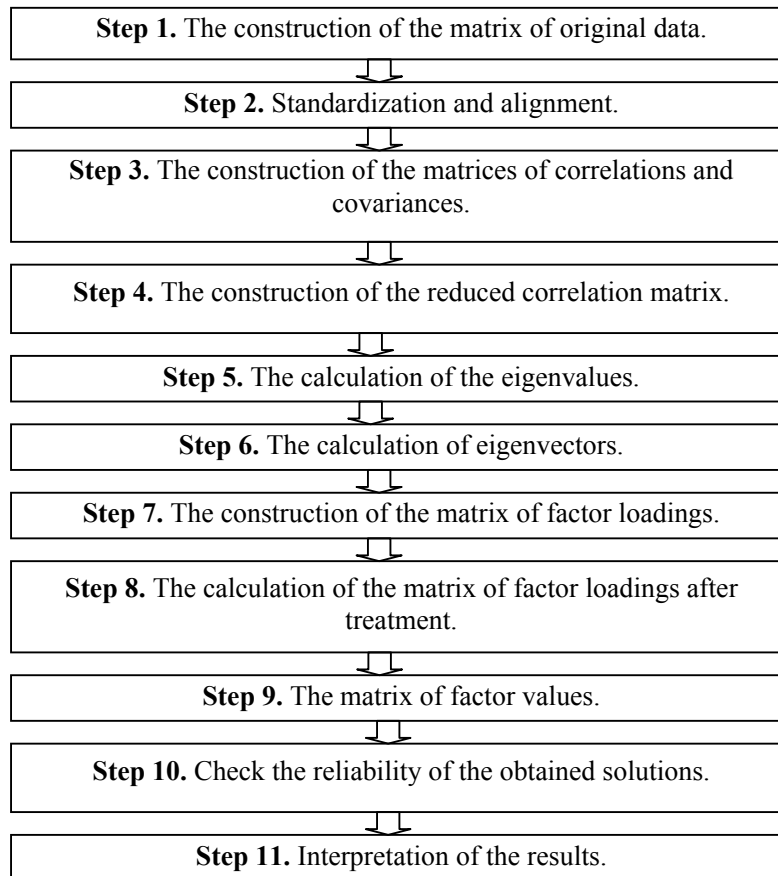 Step 1. The construction of the matrix of original data.
Step 2. Standardization and alignment.
Step 3. The construction of the matrices of correlations and
covariances.
Step 4. The construction of the reduced correlation matrix.
Step 5. The calculation of the eigenvalues.
Step 6. The calculation of eigenvectors.
Step 7. The construction of the matrix of factor loadings.
Step 8. The calculation of the matrix of factor loadings after
treatment.
Step 9. The matrix of factor values.
Step 10. Check the reliability of the obtained solutions.
Step 11. Interpretation of the results.